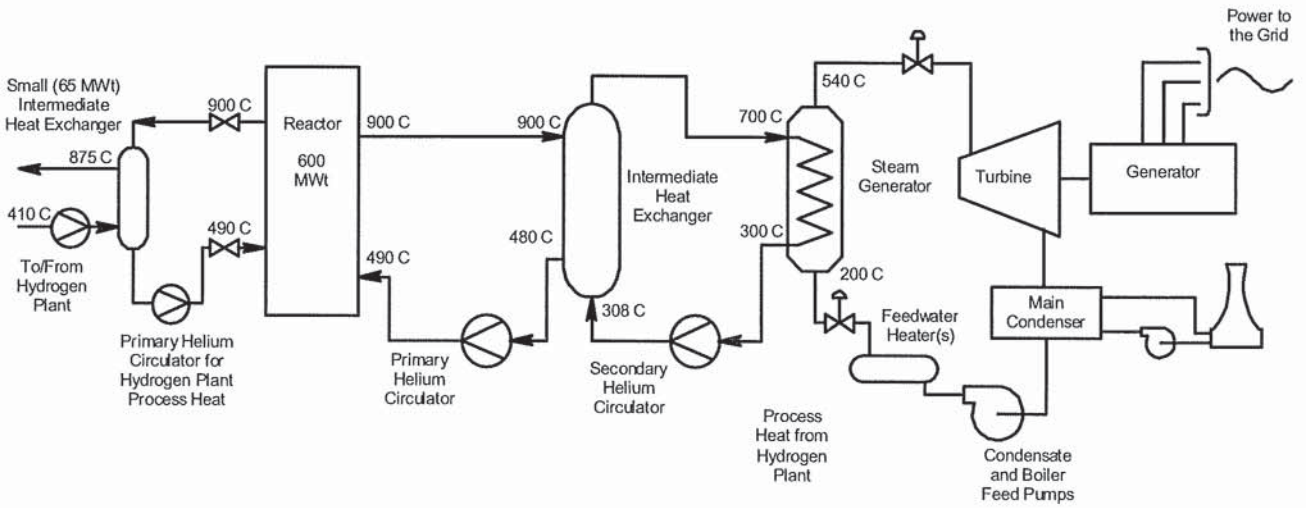 Power to
the Grid
Small (65 MWt)
Intermediate
Heat Exchanger
900 C
875 C
410 C
490 C
To/From
Hydrogen
Plant
Primary Helium
Circulator for
Hydrogen Plant
Process Heat
Reactor
600
MWt
900 C
490 C
Primary
Helium
Circulator
900 C
480 C
Intermediate
Heat
Exchanger
308 C
Secondary
Helium
Circulator
540 C
700 C
300 C
200 C
Steam
Generator
Feedwater
Heater(s)
Process
Heat from
Hydrogen
Plant
Turbine
Generator
Main
Condenser
Condensate
and Boiler
Feed Pumps